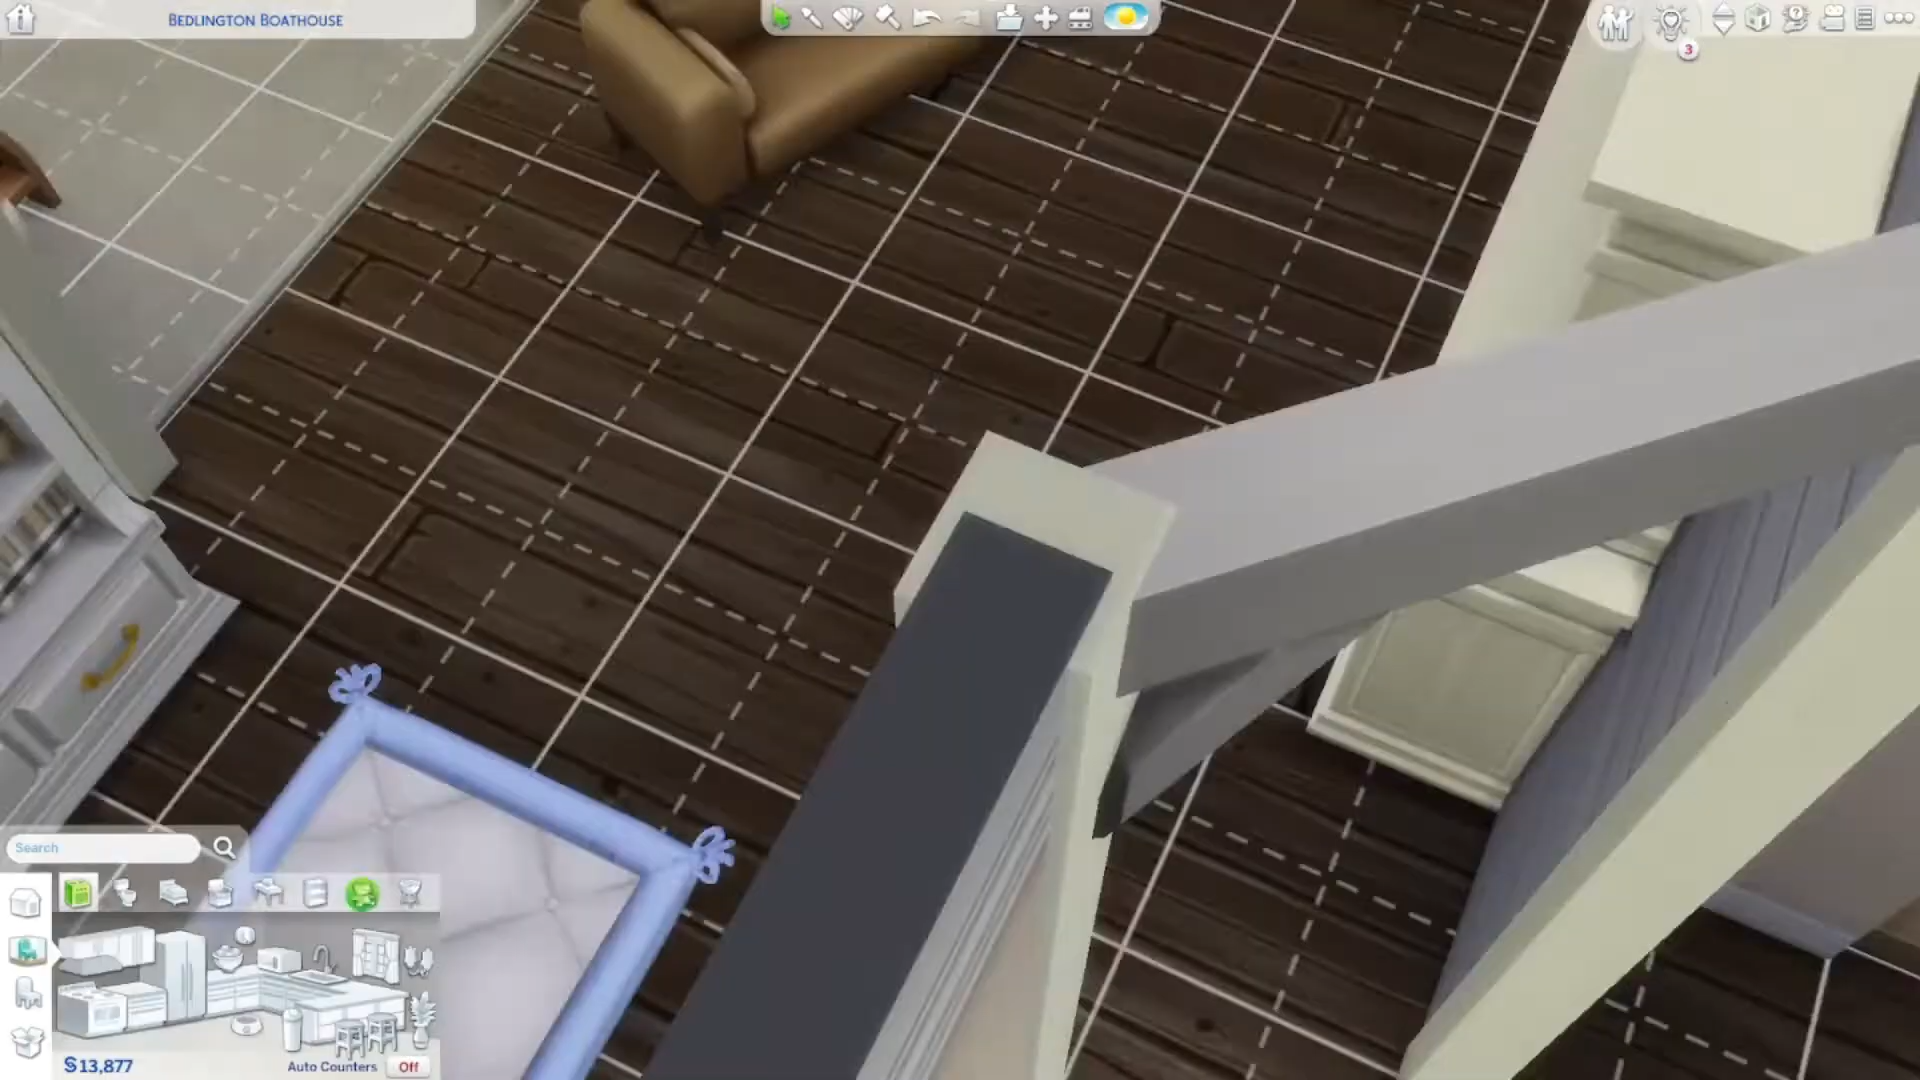 BEDLINGTON BOATHOUSE
3
Search
§13,877
Auto Counters Off